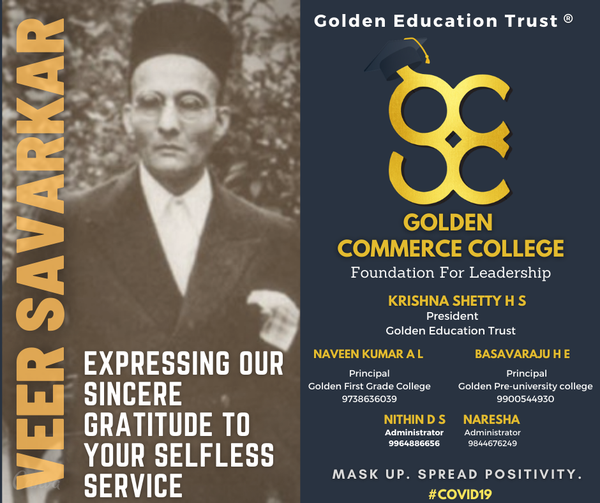 VEER SAVARKAR
EXPRESSING OUR
SINCERE
GRATITUDE TO
YOUR SELFLESS
SERVICE
Golden Education Trust ®
GOLDEN
COMMERCE COLLEGE
Foundation For Leadership
KRISHNA SHETTY H S
President
Golden Education Trust
NAVEEN KUMAR A L
Principal
Golden First Grade College
9738636039
BASAVARAJU H E
Principal
Golden Pre-university college
9900544930
NITHIN D S
Administrator
9964886656
NARESHA
Administrator
9844676249
MASK UP. SPREAD POSITIVITY.
#COVID19